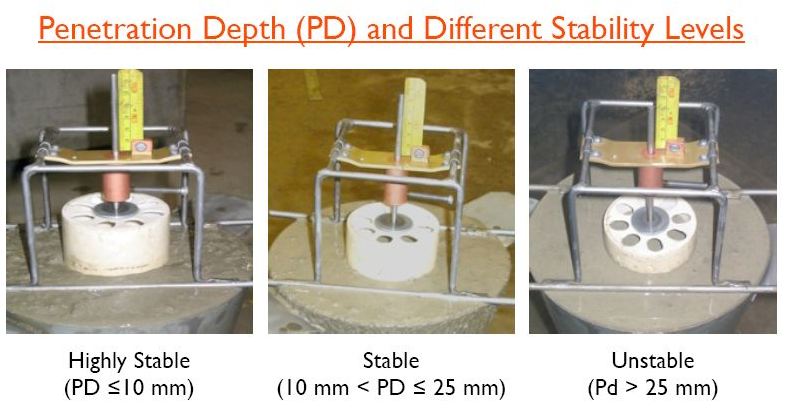 Penetration Depth (PD) and Different Stability Levels
Highly Stable
(PD ≤10 mm)
Stable
(10 mm < PD ≤ 25 mm)
Unstable
(Pd > 25 mm)